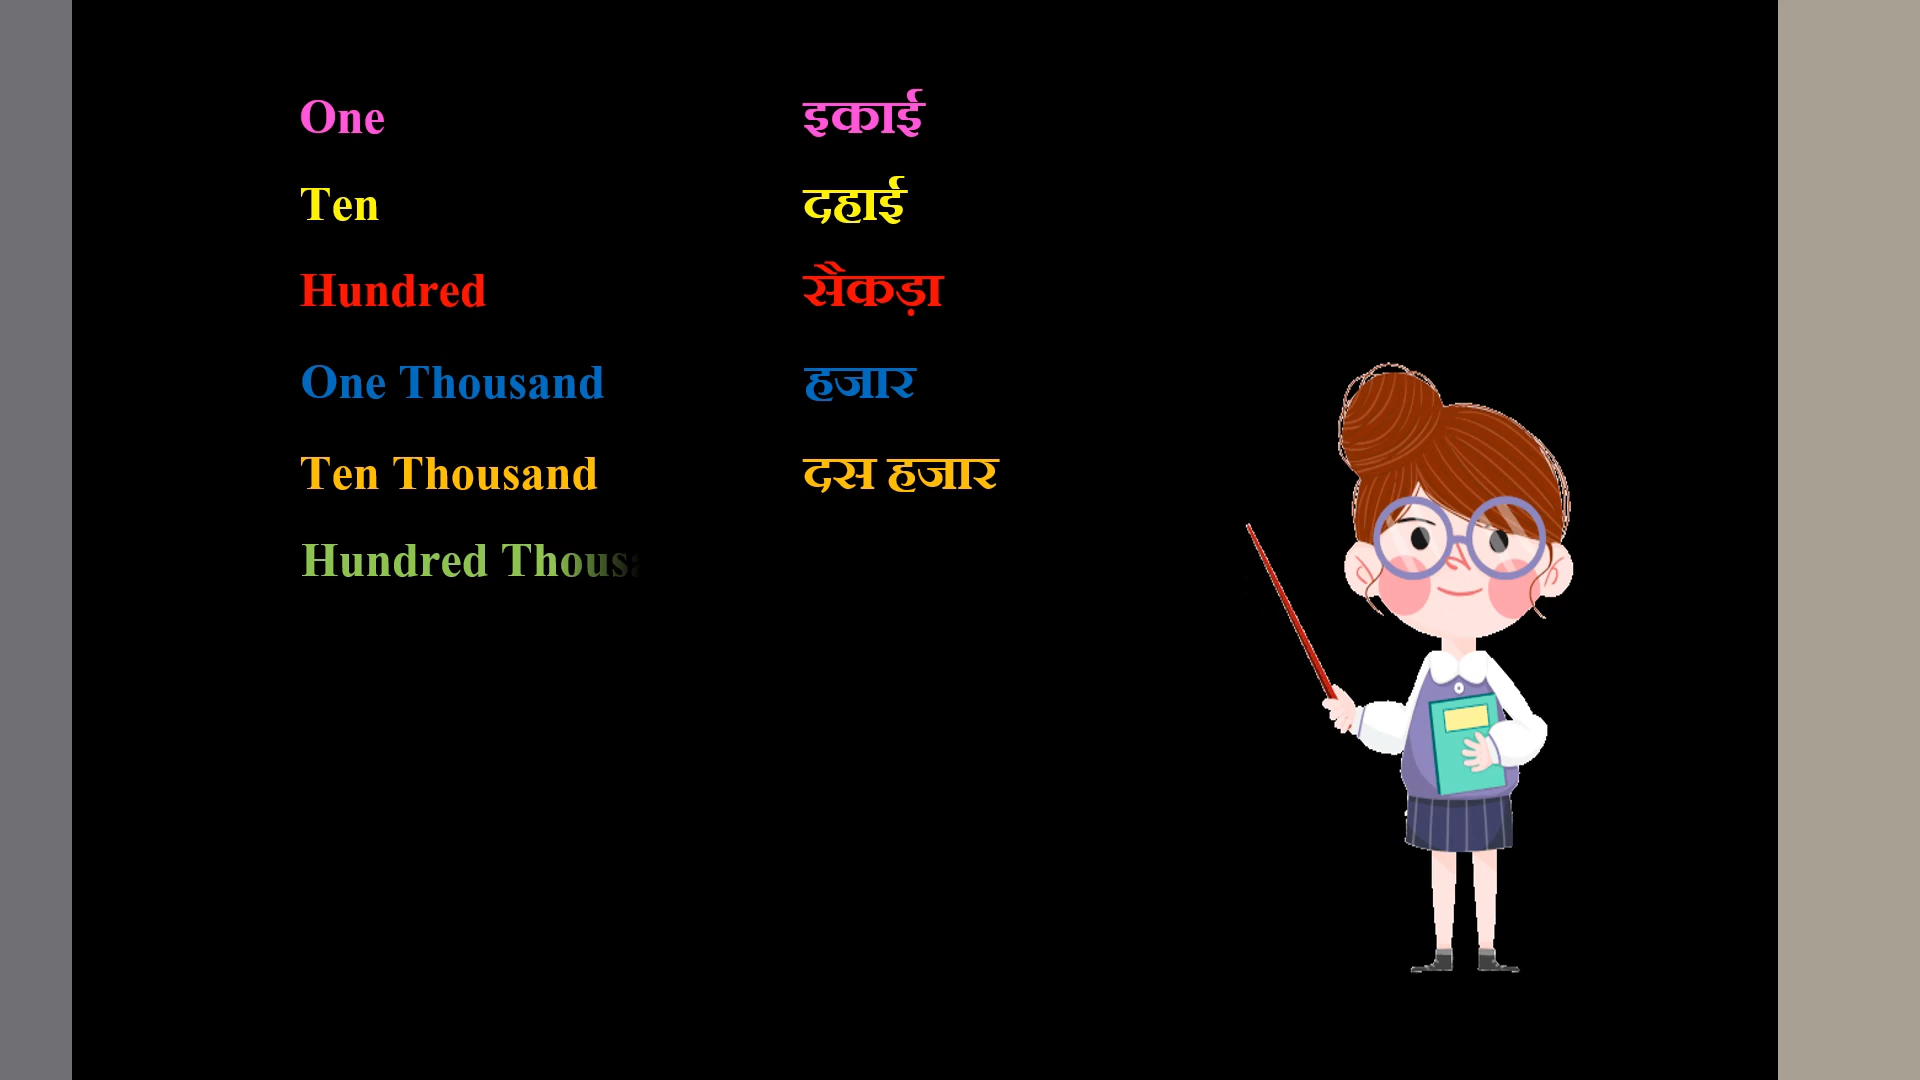 One इकाई
Ten दहाई
Hundred सैकड़ा
One Thousand हजार
Ten Thousand दस हजार
Hundred